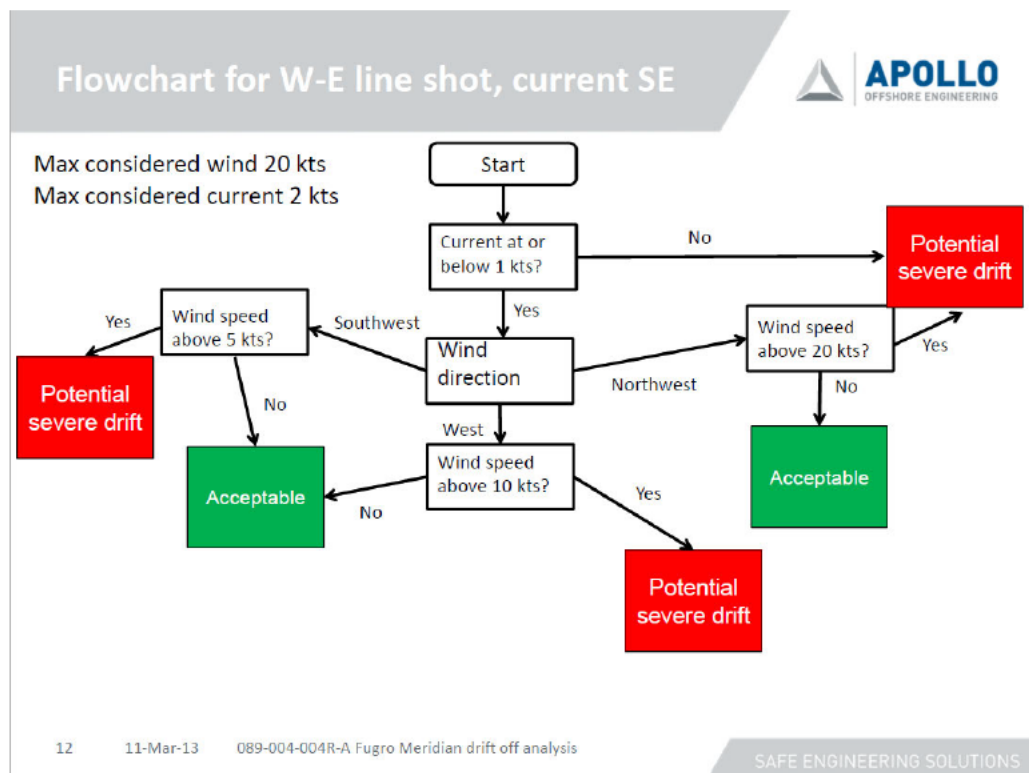 Flowchart for W-E line shot, current SE
APOLLO
OFFSHORE ENGINEERING
Max considered wind 20 kts
Max considered current 2 kts
Start
Current at or
below 1 kts?
No
Potential
severe drift
Yes
Wind
direction
Southwest
Wind speed
above 5 kts?
Yes
Potential
severe drift
No
Acceptable
Northwest
Wind speed
above 20 kts?
Yes
No
Acceptable
West
Wind speed
above 10 kts?
No
Yes
Potential
severe drift
12
11-Mar-13
089-004-004R-A Fugro Meridian drift off analysis
SAFE ENGINEERING SOLUTIONS